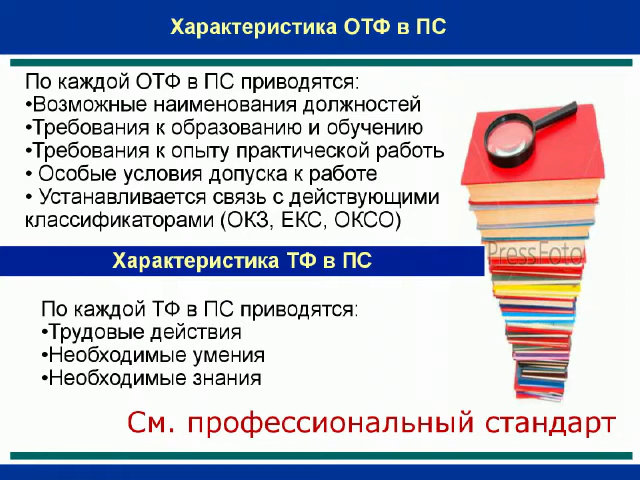 Характеристика ОТФ в ПС
По каждой ОТФ в ПС приводятся:
•Возможные наименования должностей
•Требования к образованию и обучению
•Требования к опыту практической работь
• Особые условия допуска к работе
• Устанавливается связь с действующими
классификаторами (ОКЗ, ЕКС, ОКСО)
PressFoto
Характеристика ТФ в ПС
По каждой ТФ в ПС приводятся:
•Трудовые действия
•Необходимые умения
•Необходимые знания
См. профессиональный стандарт